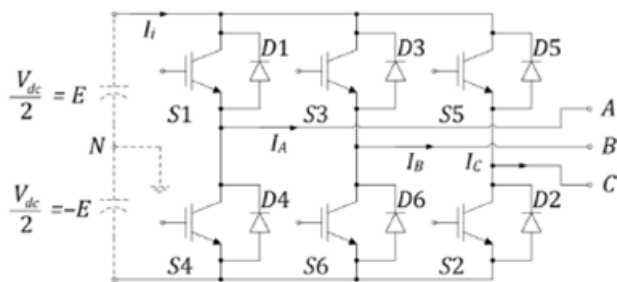 I_i
D1 D3 D5
V_dc/2 = E
S1 S3 S5 A
I_A
N I_B I_C B
C
V_dc/2 = -E
D4 D6 D2
S4 S6 S2